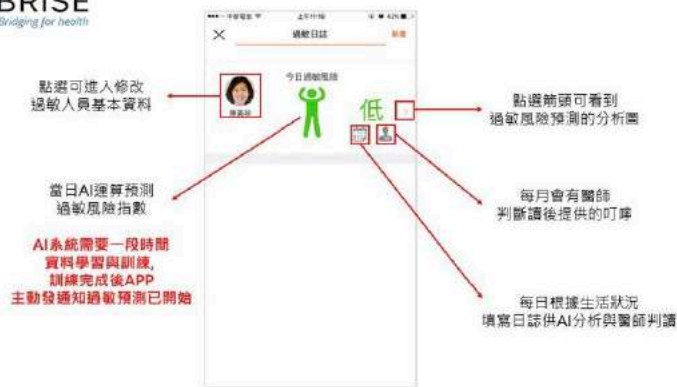 BRISE
Bridging for health
過敏日誌
點選可進入修改
過敏人員基本資料
今日過敏風險
低
點選箭頭可看到
過敏風險預測的分析圖
當日AI運算預測
過敏風險指數
每月會有醫師
判斷讀後提供的叮嚀
AI系統需要一段時間
資料學習與訓練,
訓練完成後APP
主動發通知過敏預測已開始
每日根據生活狀況
填寫日誌供AI分析與醫師判讀